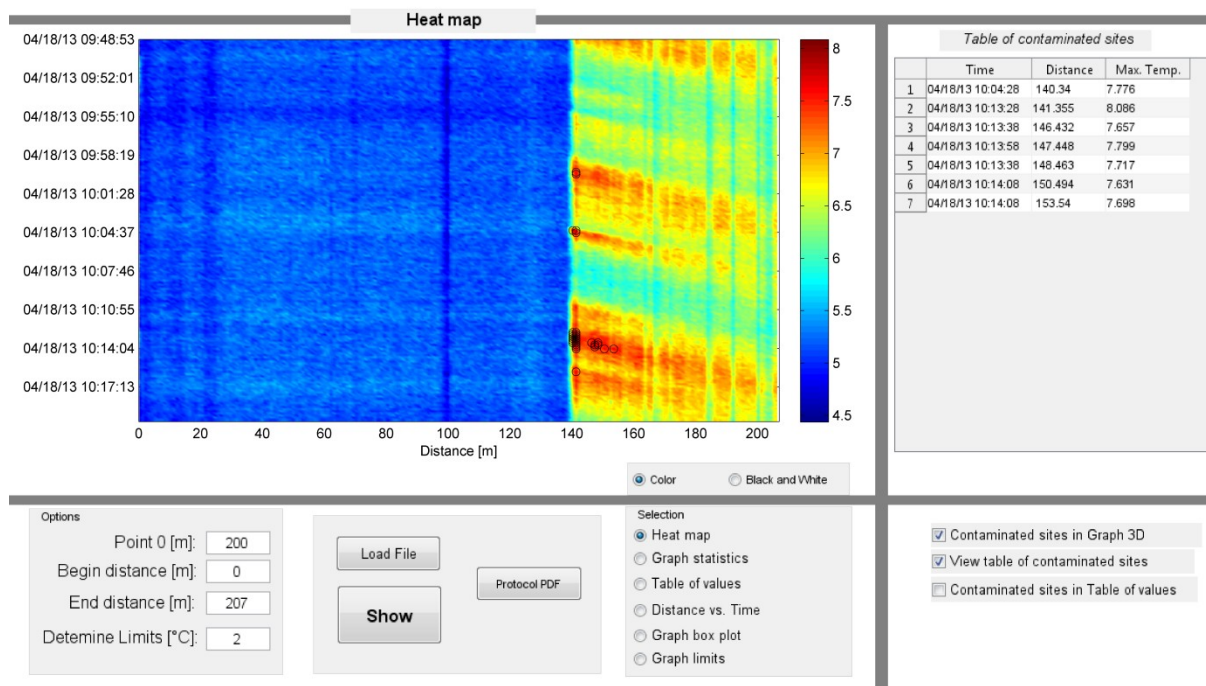 Heat map
04/18/13 09:48:53
04/18/13 09:52:01
04/18/13 09:55:10
04/18/13 09:58:19
04/18/13 10:01:28
04/18/13 10:04:37
04/18/13 10:07:46
04/18/13 10:10:55
04/18/13 10:14:04
04/18/13 10:17:13
0 20 40 60 80 100 120 140 160 180 200
Distance [m]
8
7.5
7
6.5
6
5.5
5
4.5
Color Black and White
Table of contaminated sites
Time Distance Max. Temp.
1 04/18/13 10:04:28 140.34 7.776
2 04/18/13 10:13:28 141.355 8.086
3 04/18/13 10:13:38 146.432 7.657
4 04/18/13 10:13:58 147.448 7.799
5 04/18/13 10:13:38 148.463 7.717
6 04/18/13 10:14:08 150.494 7.631
7 04/18/13 10:14:08 153.54 7.698
Options
Point 0 [m]: 200
Begin distance [m]: 0
End distance [m]: 207
Detemine Limits [°C]: 2
Load File
Show
Protocol PDF
Selection
Heat map
Graph statistics
Table of values
Distance vs. Time
Graph box plot
Graph limits
Contaminated sites in Graph 3D
View table of contaminated sites
Contaminated sites in Table of values